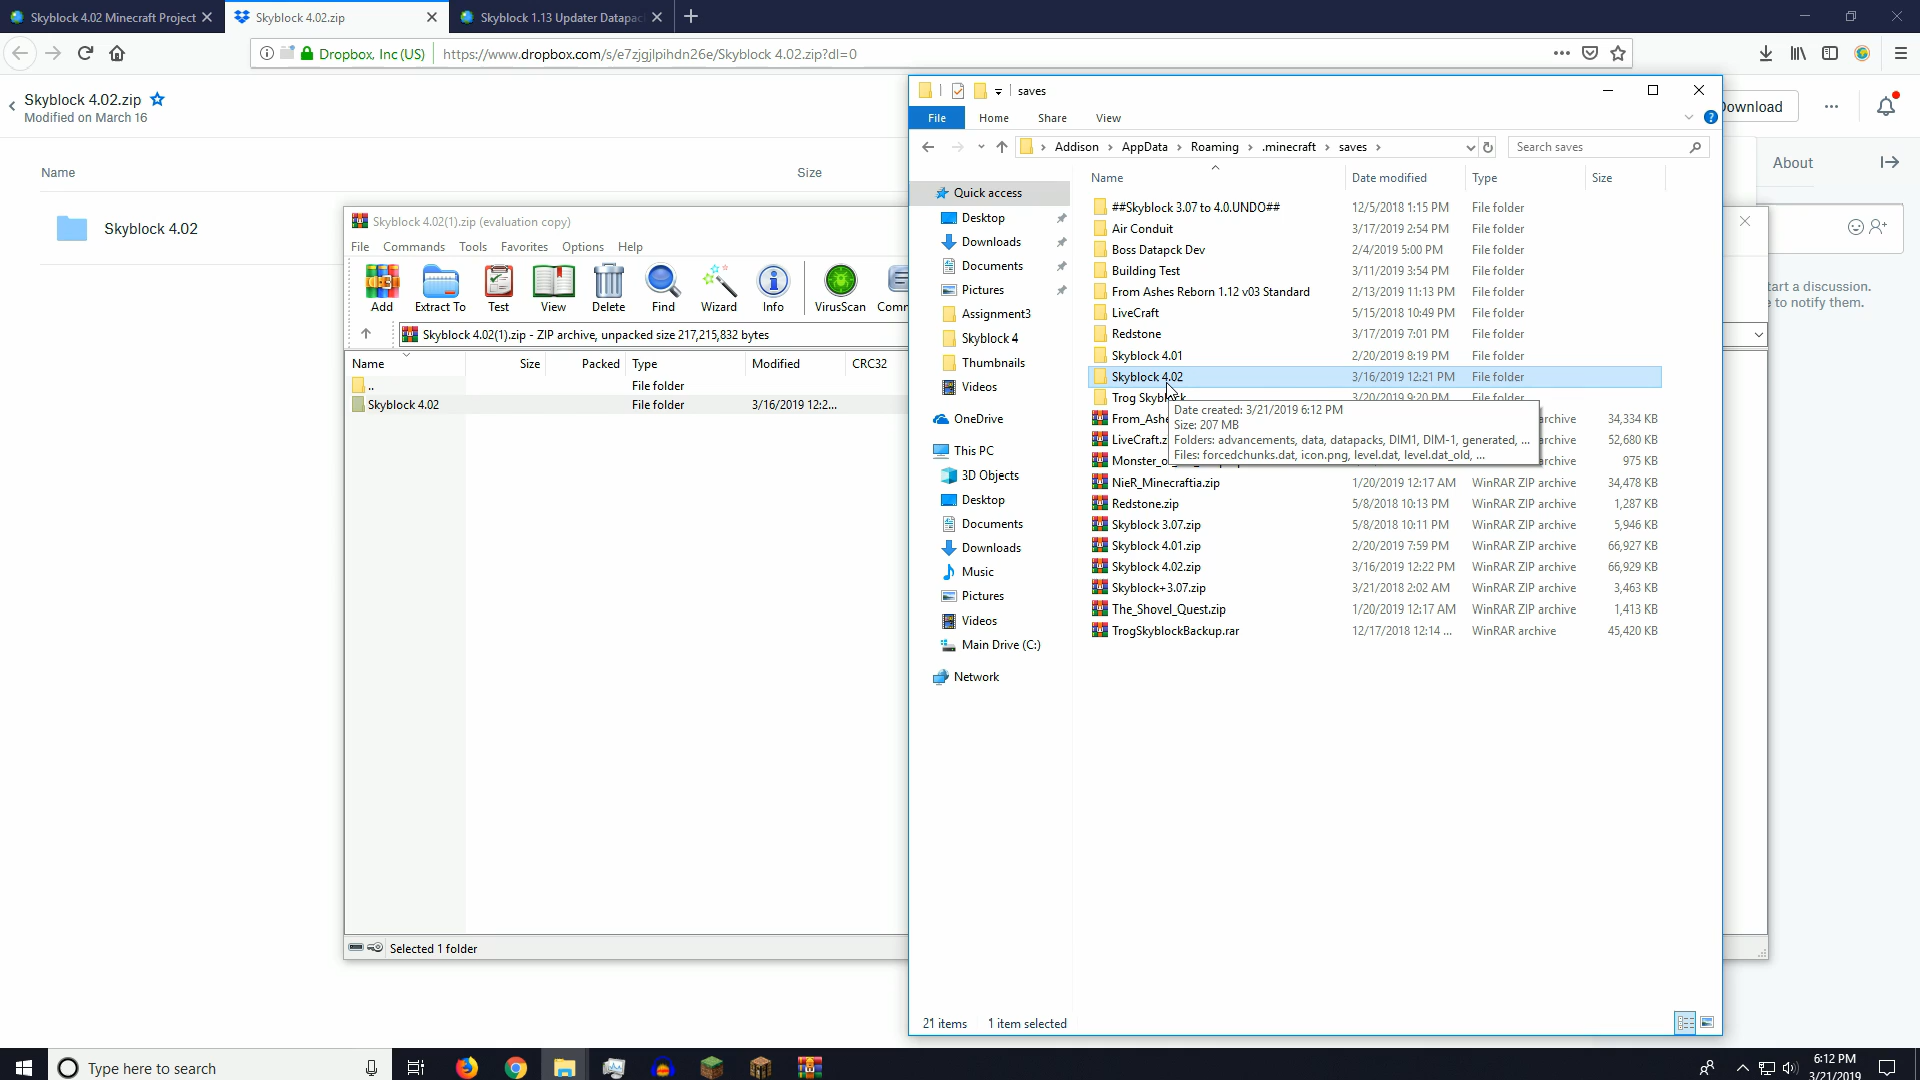 Skyblock 4.02 Minecraft Project
Skyblock 4.02.zip
Skyblock 1.13 Updater Datapac
Dropbox, Inc (US)
https://www.dropbox.com/s/e7zjgjlpihdn26e/Skyblock 4.02.zip?dl=0
Skyblock 4.02.zip
Modified on March 16
Download
Name
Size
About
Skyblock 4.02
tart a discussion.
e to notify them.
Skyblock 4.02(1).zip (evaluation copy)
File Commands Tools Favorites Options Help
Add
Extract To
Test
View
Delete
Find
Wizard
Info
VirusScan
Comm
Skyblock 4.02(1).zip - ZIP archive, unpacked size 217,215,832 bytes
Name Size Packed Type Modified CRC32
.. File folder
Skyblock 4.02 File folder 3/16/2019 12:2...
Selected 1 folder
saves
File Home Share View
Addison AppData Roaming .minecraft saves
Search saves
Quick access
Desktop
Downloads
Documents
Pictures
Assignment3
Skyblock 4
Thumbnails
Videos
OneDrive
This PC
3D Objects
Desktop
Documents
Downloads
Music
Pictures
Videos
Main Drive (C:)
Network
Name Date modified Type Size
##Skyblock 3.07 to 4.0.UNDO## 12/5/2018 1:15 PM File folder
Air Conduit 3/17/2019 2:54 PM File folder
Boss Datapck Dev 2/4/2019 5:00 PM File folder
Building Test 3/11/2019 3:54 PM File folder
From Ashes Reborn 1.12 v03 Standard 2/13/2019 11:13 PM File folder
LiveCraft 5/15/2018 10:49 PM File folder
Redstone 3/17/2019 7:01 PM File folder
Skyblock 4.01 2/20/2019 8:19 PM File folder
Skyblock 4.02 3/16/2019 12:21 PM File folder
Trog Skyblock 3/20/2019 9:20 PM File folder
From_Ashe archive 34,334 KB
LiveCraft.z archive 52,680 KB
Monster_o archive 975 KB
Date created: 3/21/2019 6:12 PM
Size: 207 MB
Folders: advancements, data, datapacks, DIM1, DIM-1, generated, ...
Files: forcedchunks.dat, icon.png, level.dat, level.dat_old, ...
NieR_Minecraftia.zip 1/20/2019 12:17 AM WinRAR ZIP archive 34,478 KB
Redstone.zip 5/8/2018 10:13 PM WinRAR ZIP archive 1,287 KB
Skyblock 3.07.zip 5/8/2018 10:11 PM WinRAR ZIP archive 5,946 KB
Skyblock 4.01.zip 2/20/2019 7:59 PM WinRAR ZIP archive 66,927 KB
Skyblock 4.02.zip 3/16/2019 12:22 PM WinRAR ZIP archive 66,929 KB
Skyblock+3.07.zip 3/21/2018 2:02 AM WinRAR ZIP archive 3,463 KB
The_Shovel_Quest.zip 1/20/2019 12:17 AM WinRAR ZIP archive 1,413 KB
TrogSkyblockBackup.rar 12/17/2018 12:14 ... WinRAR archive 45,420 KB
21 items 1 item selected
Type here to search
6:12 PM
3/21/2019